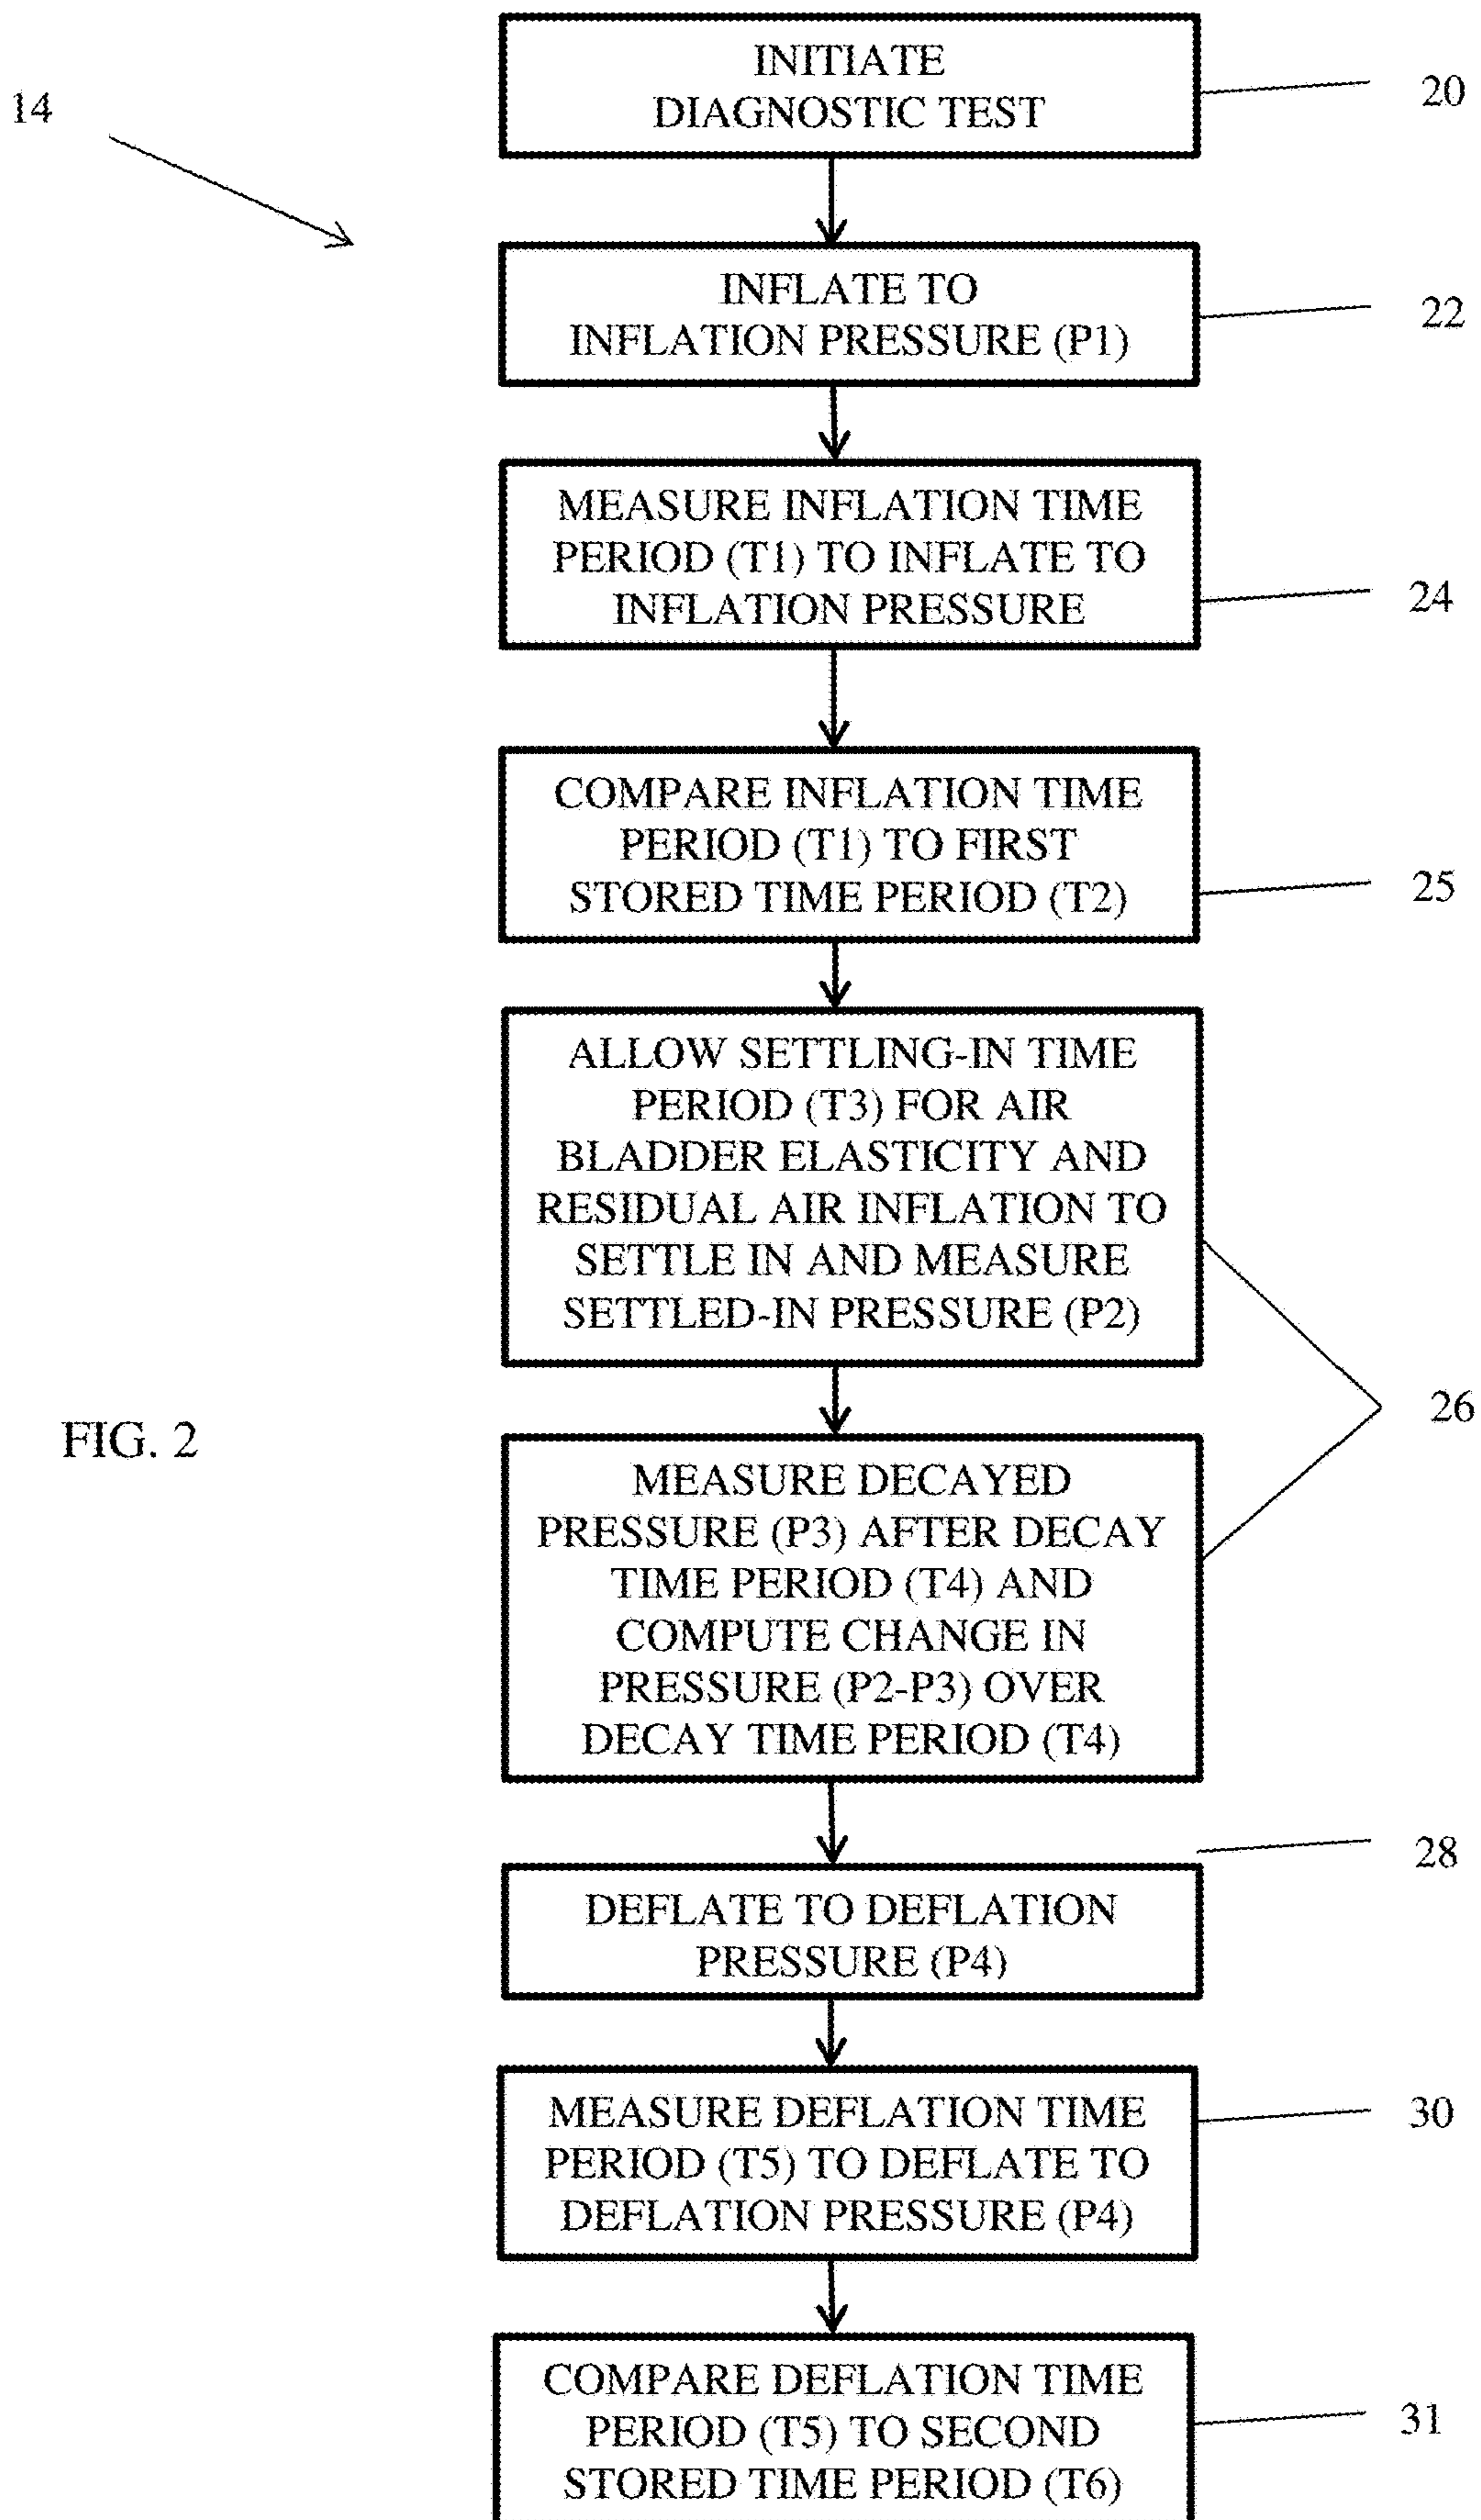 14
INITIATE
DIAGNOSTIC TEST
20
INFLATE TO
INFLATION PRESSURE (P1)
22
MEASURE INFLATION TIME
PERIOD (T1) TO INFLATE TO
INFLATION PRESSURE
24
COMPARE INFLATION TIME
PERIOD (T1) TO FIRST
STORED TIME PERIOD (T2)
25
ALLOW SETTLING-IN TIME
PERIOD (T3) FOR AIR
BLADDER ELASTICITY AND
RESIDUAL AIR INFLATION TO
SETTLE IN AND MEASURE
SETTLED-IN PRESSURE (P2)
26
FIG. 2
MEASURE DECAYED
PRESSURE (P3) AFTER DECAY
TIME PERIOD (T4) AND
COMPUTE CHANGE IN
PRESSURE (P2-P3) OVER
DECAY TIME PERIOD (T4)
28
DEFLATE TO DEFLATION
PRESSURE (P4)
MEASURE DEFLATION TIME
PERIOD (T5) TO DEFLATE TO
DEFLATION PRESSURE (P4)
30
COMPARE DEFLATION TIME
PERIOD (T5) TO SECOND
STORED TIME PERIOD (T6)
31